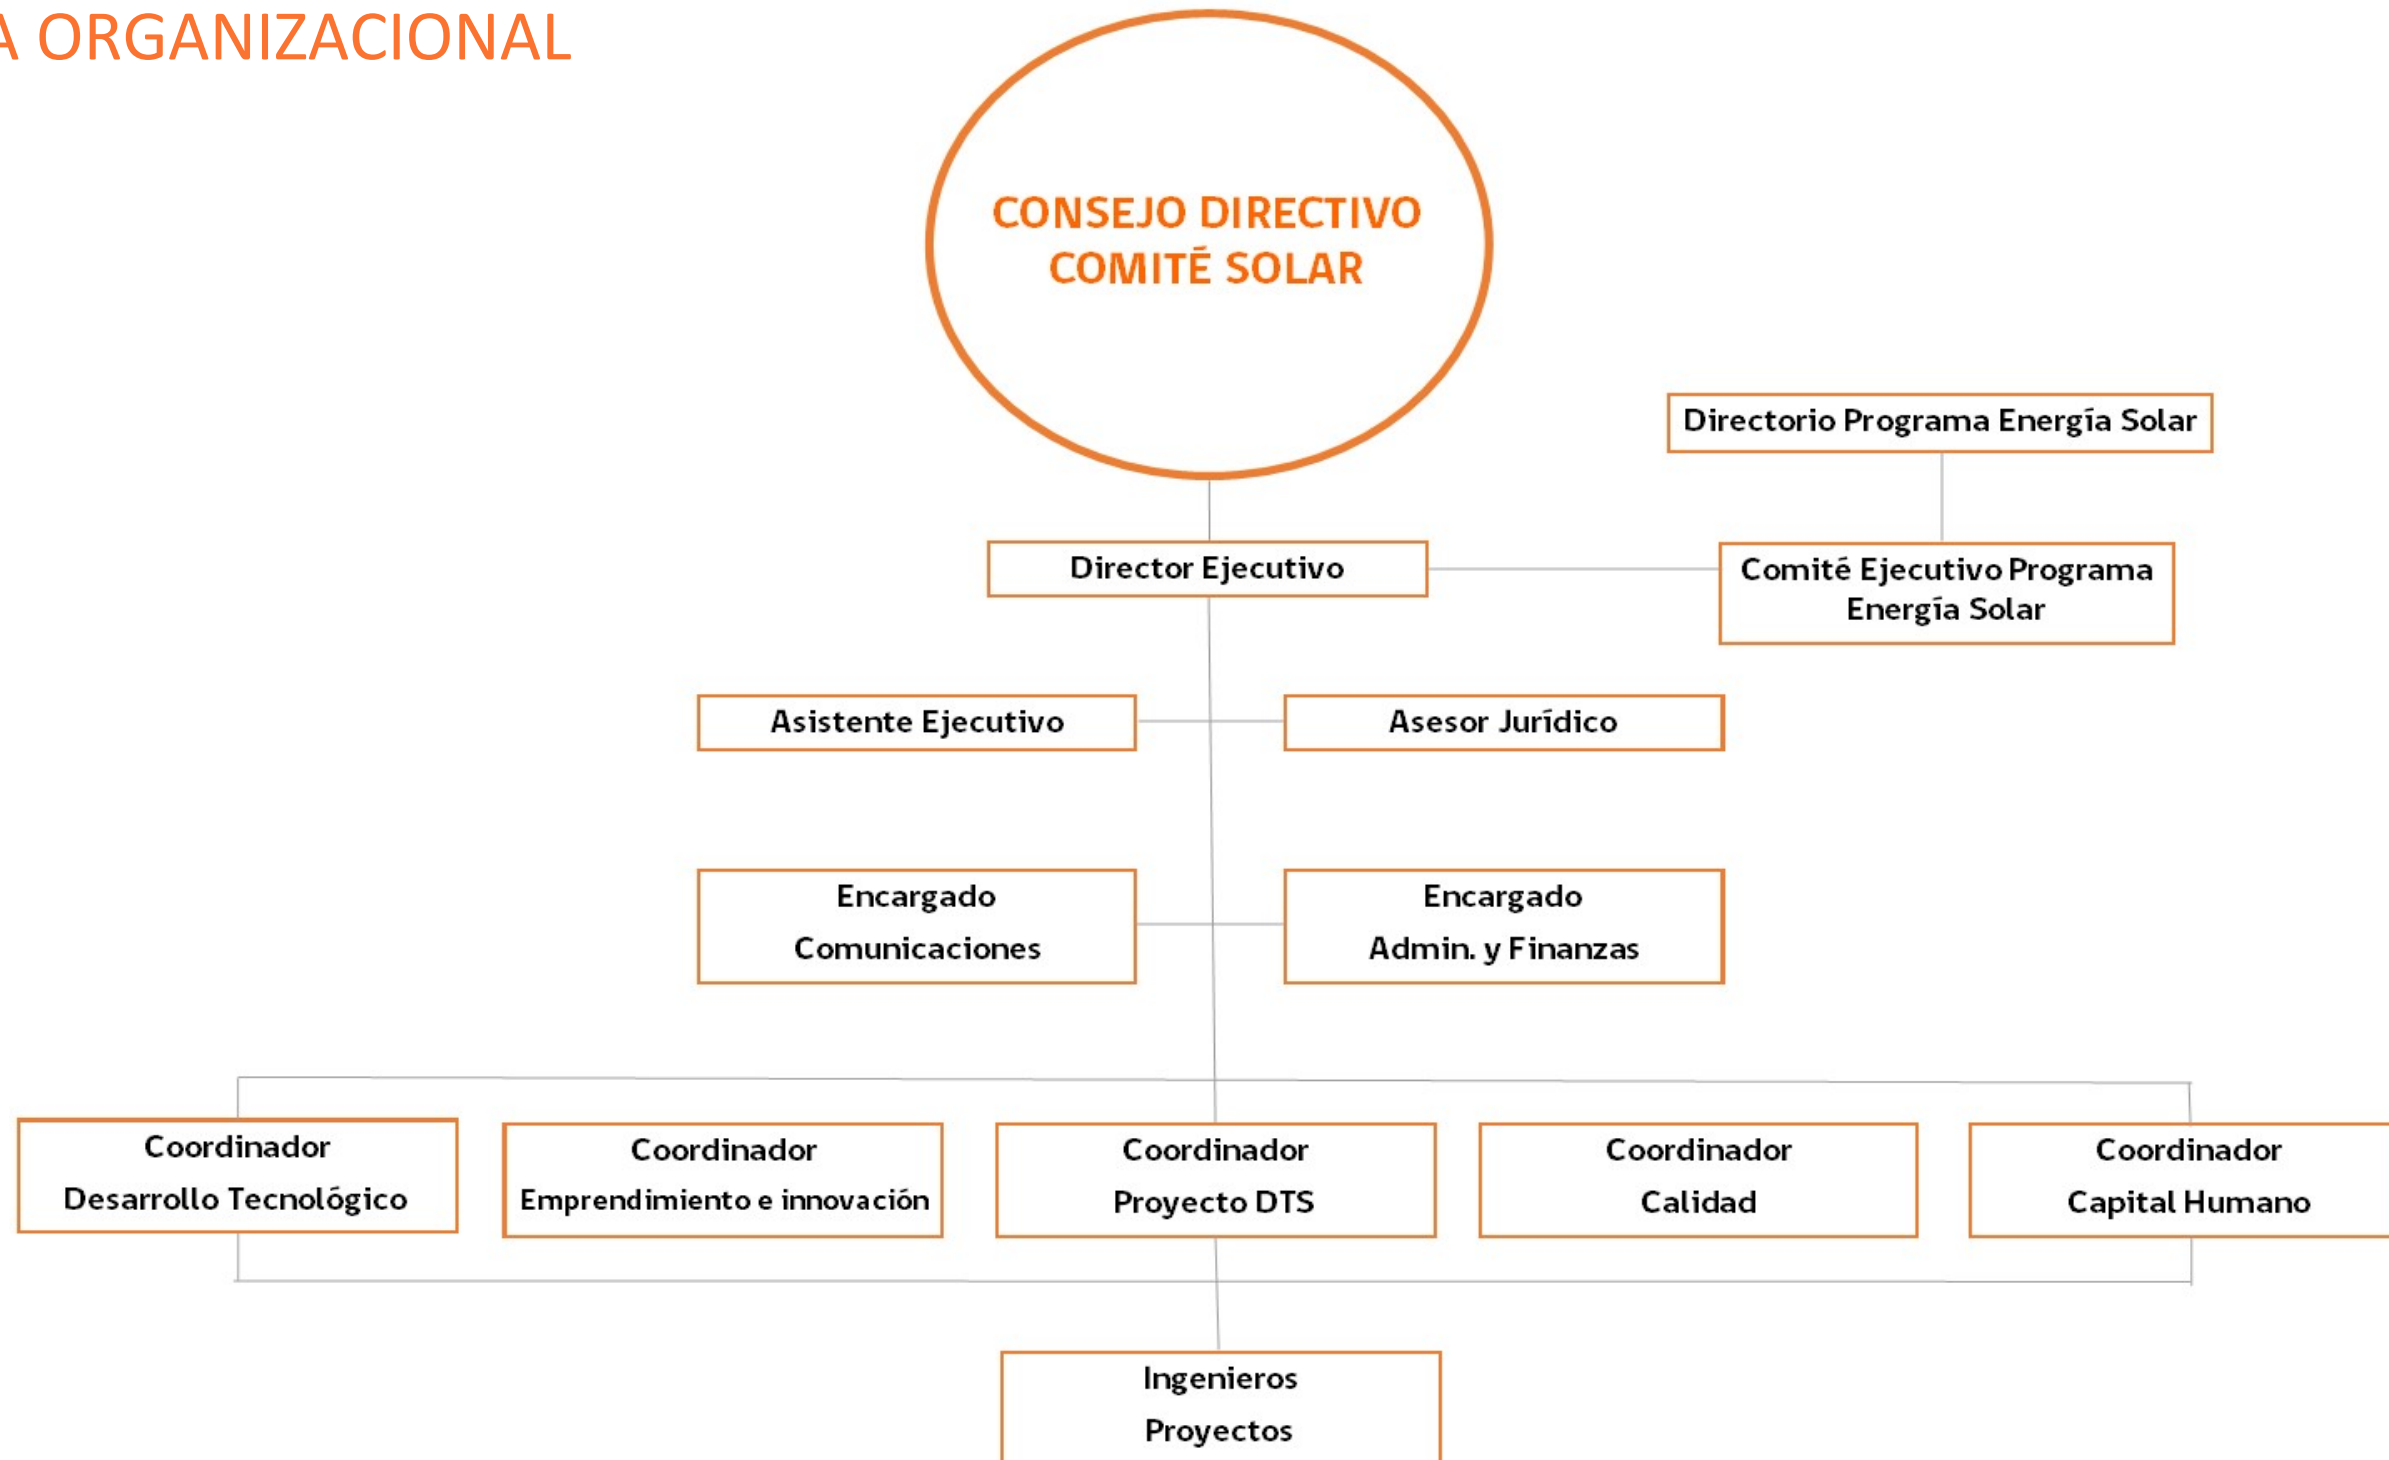 A ORGANIZACIONAL
CONSEJO DIRECTIVO
COMITÉ SOLAR
Directorio Programa Energía Solar
Director Ejecutivo
Comité Ejecutivo Programa
Energía Solar
Asistente Ejecutivo
Asesor Jurídico
Encargado
Comunicaciones
Encargado
Admin. y Finanzas
Coordinador
Desarrollo Tecnológico
Coordinador
Emprendimiento e innovación
Coordinador
Proyecto DTS
Coordinador
Calidad
Coordinador
Capital Humano
Ingenieros
Proyectos